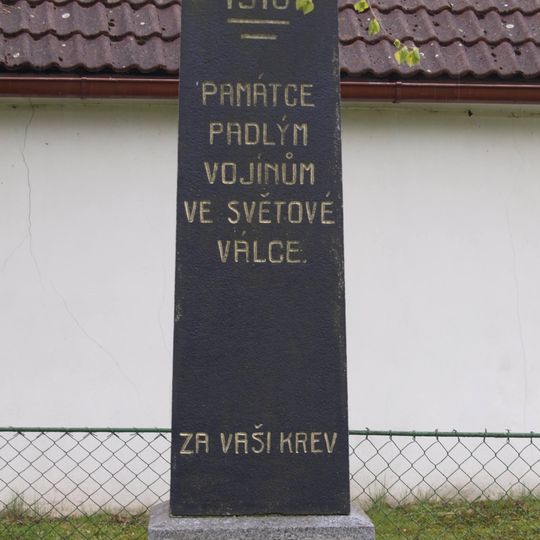 PAMÁTCE
PADLÝM
VOJÍNŮM
VE SVĚTOVÉ
VÁLCE.
ZA VAŠI KREV